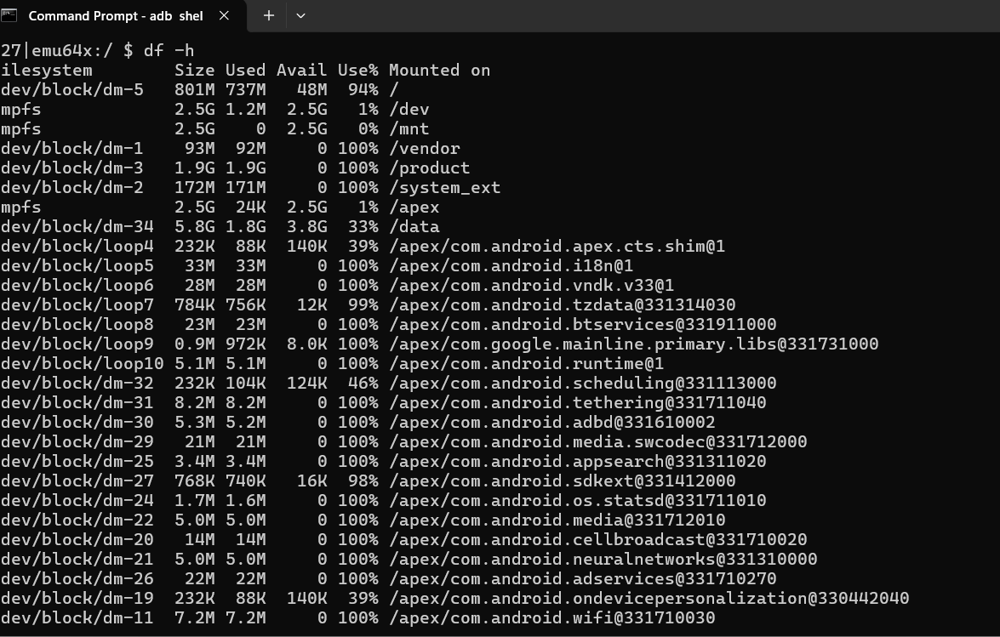 Command Prompt - adb shel
27|emu64x:/ $ df -h
ilesystem        Size Used Avail Use% Mounted on
dev/block/dm-5   801M 737M   48M  94% /
mpfs             2.5G 1.2M  2.5G   1% /dev
mpfs             2.5G    0  2.5G   0% /mnt
dev/block/dm-1    93M  92M     0 100% /vendor
dev/block/dm-3   1.9G 1.9G     0 100% /product
dev/block/dm-2   172M 171M     0 100% /system_ext
mpfs             2.5G  24K  2.5G   1% /apex
dev/block/dm-34  5.8G 1.8G  3.8G  33% /data
dev/block/loop4  232K  88K  140K  39% /apex/com.android.apex.cts.shim@1
dev/block/loop5   33M  33M     0 100% /apex/com.android.i18n@1
dev/block/loop6   28M  28M     0 100% /apex/com.android.vndk.v33@1
dev/block/loop7  784K 756K   12K  99% /apex/com.android.tzdata@331314030
dev/block/loop8   23M  23M     0 100% /apex/com.android.btservices@331911000
dev/block/loop9  0.9M 972K  8.0K 100% /apex/com.google.mainline.primary.libs@331731000
dev/block/loop10 5.1M 5.1M     0 100% /apex/com.android.runtime@1
dev/block/dm-32  232K 104K  124K  46% /apex/com.android.scheduling@331113000
dev/block/dm-31  8.2M 8.2M     0 100% /apex/com.android.tethering@331711040
dev/block/dm-30  5.3M 5.2M     0 100% /apex/com.android.adbd@331610002
dev/block/dm-29   21M  21M     0 100% /apex/com.android.media.swcodec@331712000
dev/block/dm-25  3.4M 3.4M     0 100% /apex/com.android.appsearch@331311020
dev/block/dm-27  768K 740K   16K  98% /apex/com.android.sdkext@331412000
dev/block/dm-24  1.7M 1.6M     0 100% /apex/com.android.os.statsd@331711010
dev/block/dm-22  5.0M 5.0M     0 100% /apex/com.android.media@331712010
dev/block/dm-20   14M  14M     0 100% /apex/com.android.cellbroadcast@331710020
dev/block/dm-21  5.0M 5.0M     0 100% /apex/com.android.neuralnetworks@331310000
dev/block/dm-26   22M  22M     0 100% /apex/com.android.adservices@331710270
dev/block/dm-19  232K  88K  140K  39% /apex/com.android.ondevicepersonalization@330442040
dev/block/dm-11  7.2M 7.2M     0 100% /apex/com.android.wifi@331710030